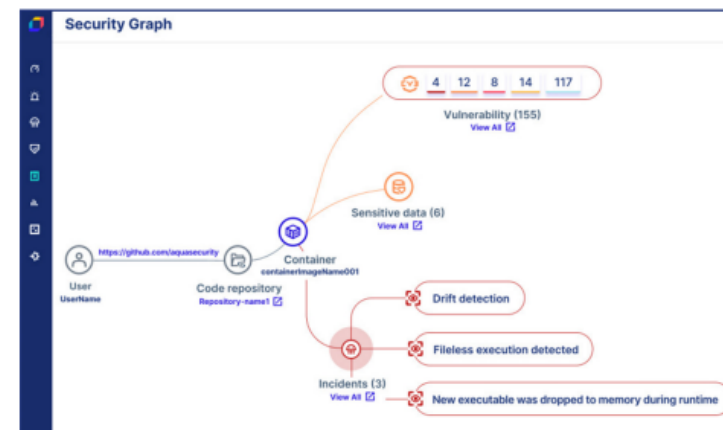 Security Graph
4 12 8 14 117
Vulnerability (155)
View All
Sensitive data (6)
View All
https://github.com/aquasecurity
Container
containerImageName001
User
UserName
Code repository
Repository-name1
Drift detection
Fileless execution detected
Incidents (3)
View All
New executable was dropped to memory during runtime